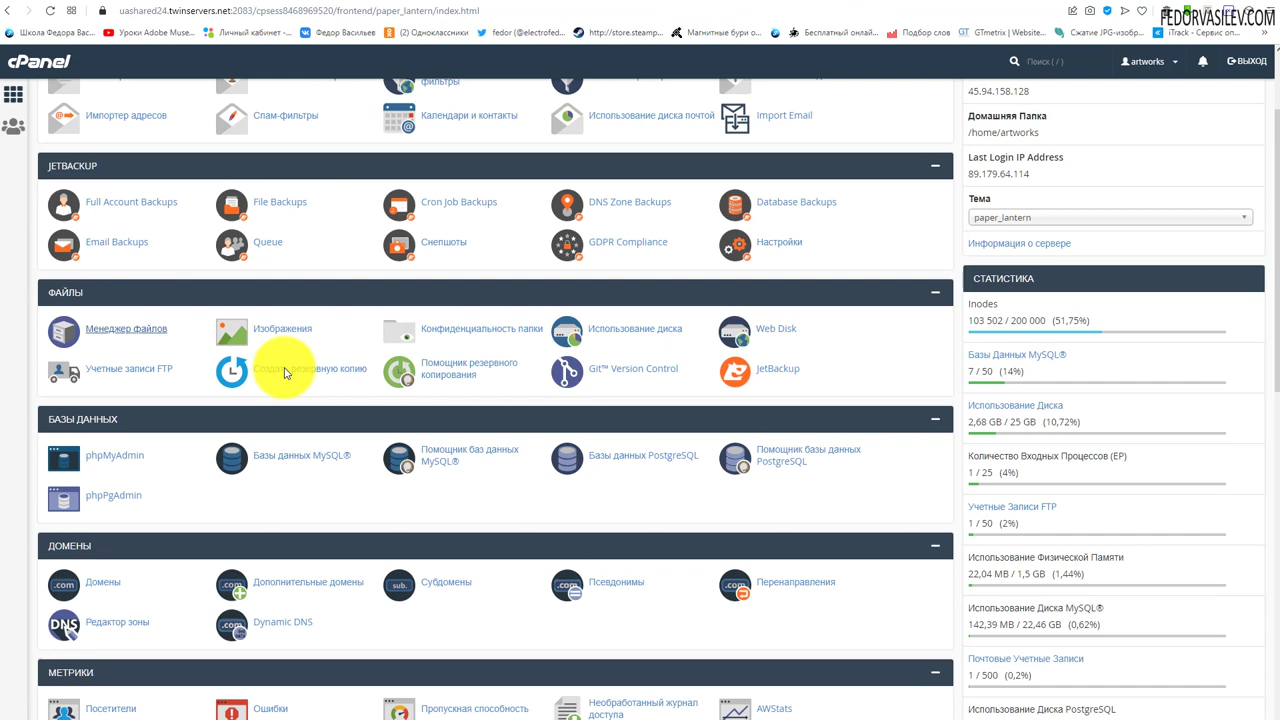 uashared24.twinservers.net:2083/cpsess8468969520/frontend/paper_lantern/index.html
FEDORVASILEV.COM
Школа Федора Вас...
Уроки Adobe Muse...
Личный кабинет -...
Федор Васильев
(2) Одноклассники
fedor (@electrofed...
http://store.steamp...
Магнитные бури о...
Бесплатный онлай...
Подбор слов
GTmetrix | Website...
Сжатие JPG-изобр...
iTrack - Сервис оп...
cPanel
Поиск ( / )
artworks
ВЫХОД
фильтры
Импортер адресов
Спам-фильтры
Календари и контакты
Использование диска почтой
Import Email
JETBACKUP
Full Account Backups
File Backups
Cron Job Backups
DNS Zone Backups
Database Backups
Email Backups
Queue
Снепшоты
GDPR Compliance
Настройки
ФАЙЛЫ
Менеджер файлов
Изображения
Конфиденциальность папки
Использование диска
Web Disk
Учетные записи FTP
Создать резервную копию
Помощник резервного
копирования
Git™ Version Control
JetBackup
БАЗЫ ДАННЫХ
phpMyAdmin
Базы данных MySQL®
Помощник баз данных
MySQL®
Базы данных PostgreSQL
Помощник базы данных
PostgreSQL
phpPgAdmin
ДОМЕНЫ
Домены
Дополнительные домены
Субдомены
Псевдонимы
Перенаправления
Редактор зоны
Dynamic DNS
МЕТРИКИ
Посетители
Ошибки
Пропускная способность
Необработанный журнал
доступа
AWStats
45.94.158.128
Домашняя Папка
/home/artworks
Last Login IP Address
89.179.64.114
Тема
paper_lantern
Информация о сервере
СТАТИСТИКА
Inodes
103 502 / 200 000 (51,75%)
Базы Данных MySQL®
7 / 50 (14%)
Использование Диска
2,68 GB / 25 GB (10,72%)
Количество Входных Процессов (EP)
1 / 25 (4%)
Учетные Записи FTP
1 / 50 (2%)
Использование Физической Памяти
22,04 MB / 1,5 GB (1,44%)
Использование Диска MySQL®
142,39 MB / 22,46 GB (0,62%)
Почтовые Учетные Записи
1 / 500 (0,2%)
Использование Диска PostgreSQL